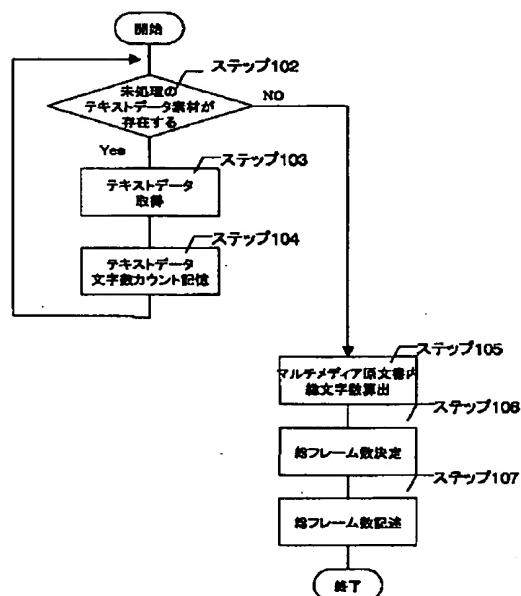 開始
ステップ102
未処理の
テキストデータ素材が
存在する
NO
Yes
ステップ103
テキストデータ
取得
ステップ104
テキストデータ
文字数カウント記憶
ステップ105
マルチメディア原文書内
総文字数算出
ステップ106
総フレーム数決定
ステップ107
総フレーム数記述
終了